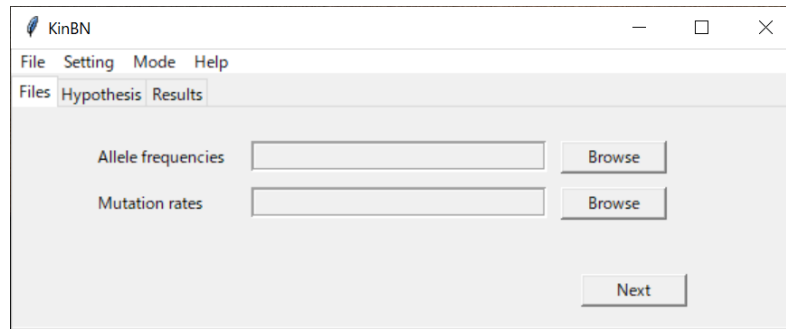 KinBN
File Setting Mode Help
Files Hypothesis Results
Allele frequencies Browse
Mutation rates Browse
Next